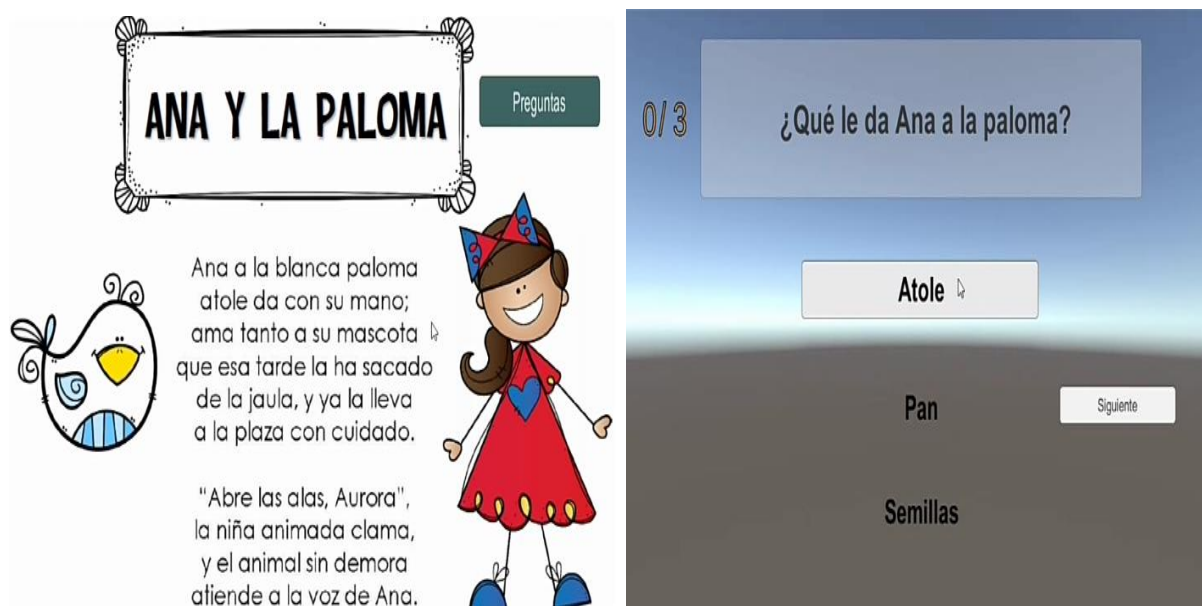 ANA Y LA PALOMA
Preguntas
Ana a la blanca paloma
atole da con su mano;
ama tanto a su mascota
que esa tarde la ha sacado
de la jaula, y ya la lleva
a la plaza con cuidado.
"Abre las alas, Aurora",
la niña animada clama,
y el animal sin demora
atiende a la voz de Ana.
0/3
¿Qué le da Ana a la paloma?
Atole
Pan
Siguiente
Semillas